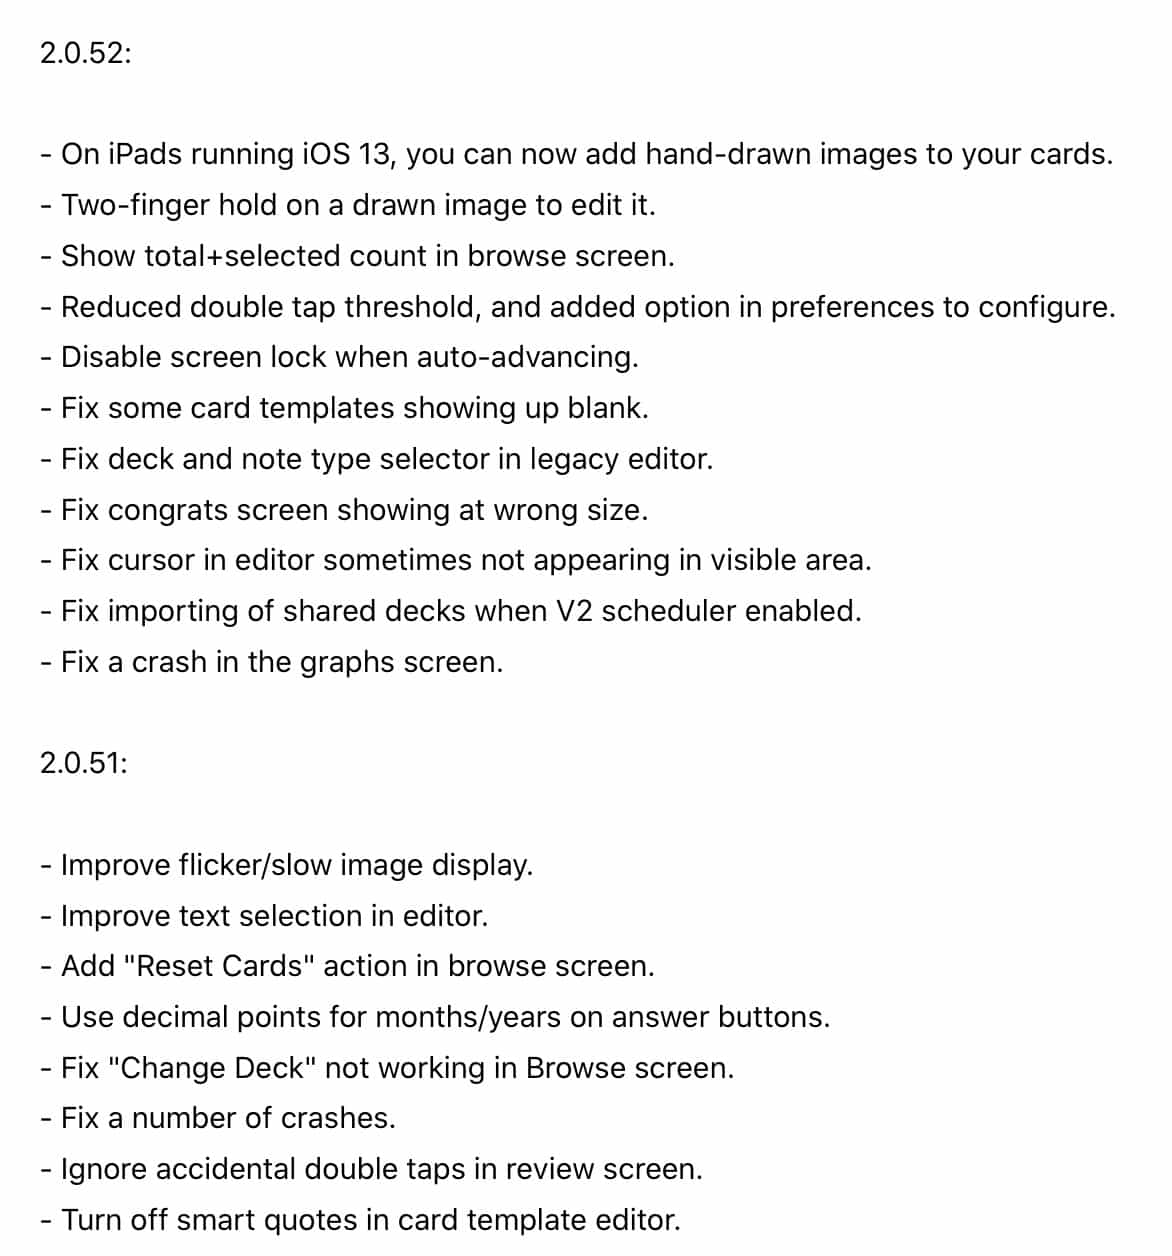 2.0.52:
- On iPads running iOS 13, you can now add hand-drawn images to your cards.
- Two-finger hold on a drawn image to edit it.
- Show total+selected count in browse screen.
- Reduced double tap threshold, and added option in preferences to configure.
- Disable screen lock when auto-advancing.
- Fix some card templates showing up blank.
- Fix deck and note type selector in legacy editor.
- Fix congrats screen showing at wrong size.
- Fix cursor in editor sometimes not appearing in visible area.
- Fix importing of shared decks when V2 scheduler enabled.
- Fix a crash in the graphs screen.
2.0.51:
- Improve flicker/slow image display.
- Improve text selection in editor.
- Add "Reset Cards" action in browse screen.
- Use decimal points for months/years on answer buttons.
- Fix "Change Deck" not working in Browse screen.
- Fix a number of crashes.
- Ignore accidental double taps in review screen.
- Turn off smart quotes in card template editor.